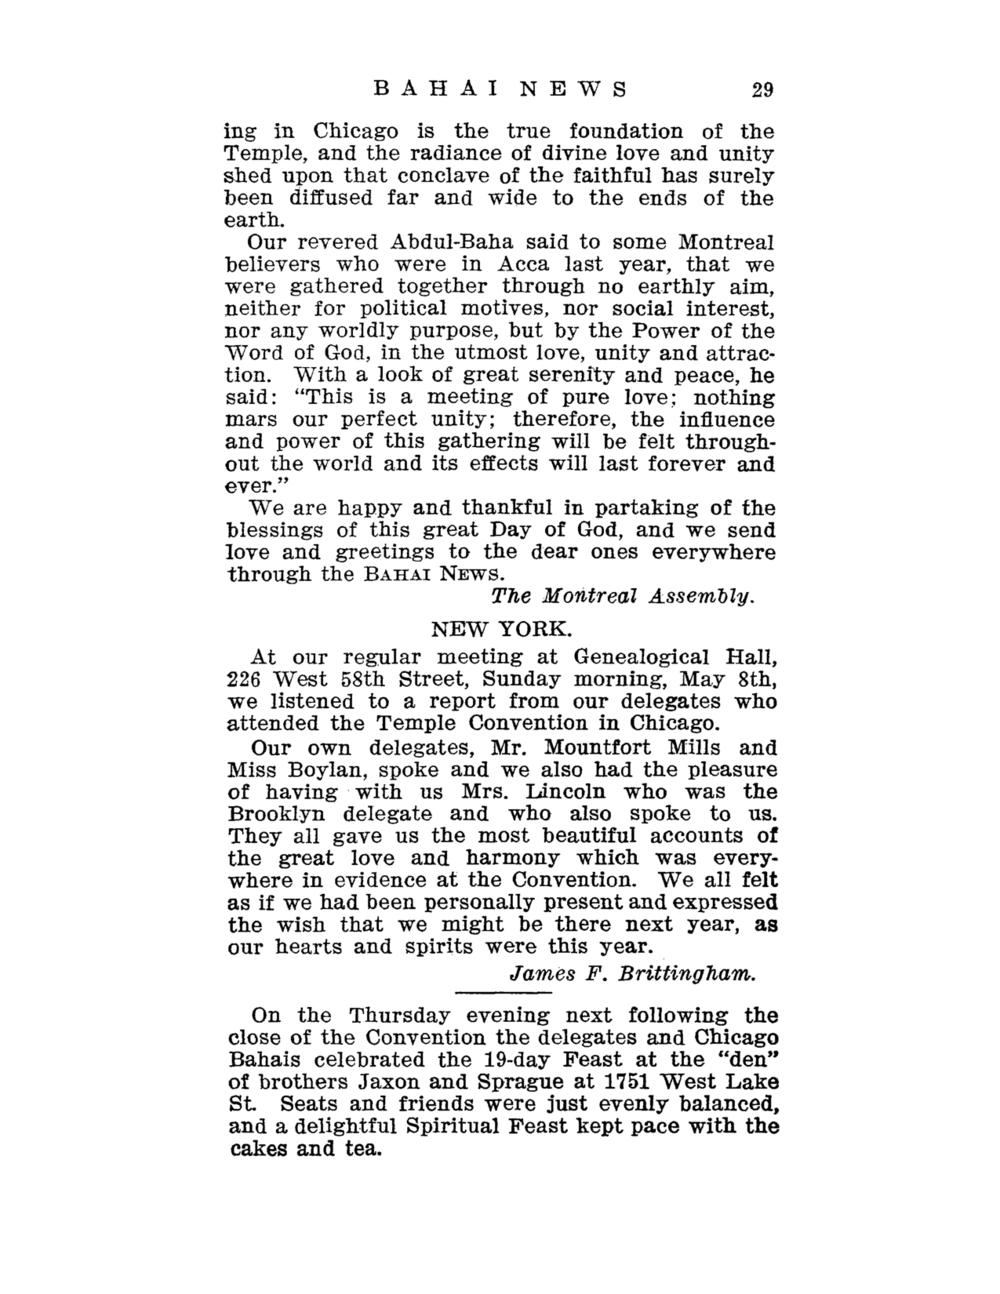 BAHAI NEWS 29
ing in Chicago is the true foundation of the
Temple, and the radiance of divine love and unity
shed upon that conclave of the faithful has surely
been diffused far and wide to the ends of the
earth.
Our revered Abdul-Baha said to some Montreal
believers who were in Acca last year, that we
were gathered together through no earthly aim,
neither for political motives, nor social interest,
nor any worldly purpose, but by the Power of the
Word of God, in the utmost love, unity and attrac-
tion. With a look of great serenity and peace, he
said: “This is a meeting of pure love; nothing
mars our perfect unity; therefore, the influence
and power of this gathering will be felt through-
out the world and its effects will last forever and
ever.”
We are happy and thankful in partaking of the
blessings of this great Day of God, and we send
love and greetings to the dear ones everywhere
through the BAHAI NEWS.
The Montreal Assembly.
NEW YORK.
At our regular meeting at Genealogical Hall,
226 West 58th Street, Sunday morning, May 8th,
we listened to a report from our delegates who
attended the Temple Convention in Chicago.
Our own delegates, Mr. Mountfort Mills and
Miss Boylan, spoke and we also had the pleasure
of having with us Mrs. Lincoln who was the
Brooklyn delegate and who also spoke to us.
They all gave us the most beautiful accounts of
the great love and harmony which was every-
where in evidence at the Convention. We all felt
as if we had been personally present and expressed
the wish that we might be there next year, as
our hearts and spirits were this year.
James F. Brittingham.
On the Thursday evening next following the
close of the Convention the delegates and Chicago
Bahais celebrated the 19-day Feast at the “den”
of brothers Jaxon and Sprague at 1751 West Lake
St. Seats and friends were just evenly balanced,
and a delightful Spiritual Feast kept pace with the
cakes and tea.